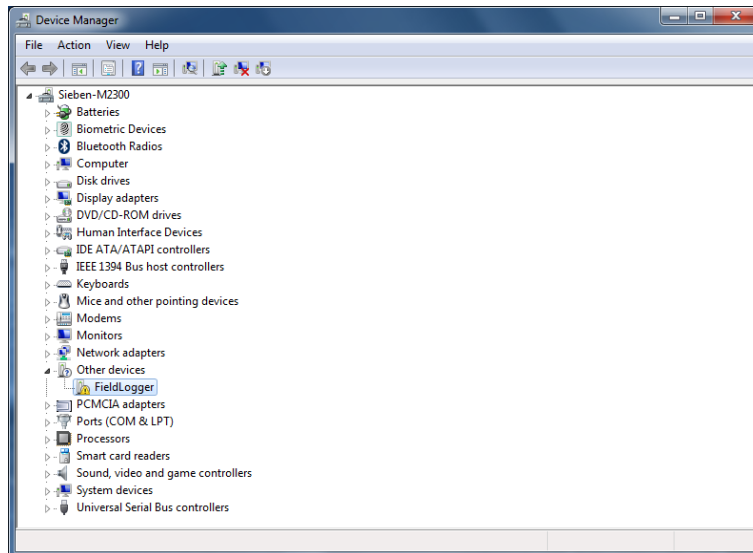 Device Manager
File Action View Help
Sieben-M2300
Batteries
Biometric Devices
Bluetooth Radios
Computer
Disk drives
Display adapters
DVD/CD-ROM drives
Human Interface Devices
IDE ATA/ATAPI controllers
IEEE 1394 Bus host controllers
Keyboards
Mice and other pointing devices
Modems
Monitors
Network adapters
Other devices
FieldLogger
PCMCIA adapters
Ports (COM & LPT)
Processors
Smart card readers
Sound, video and game controllers
System devices
Universal Serial Bus controllers